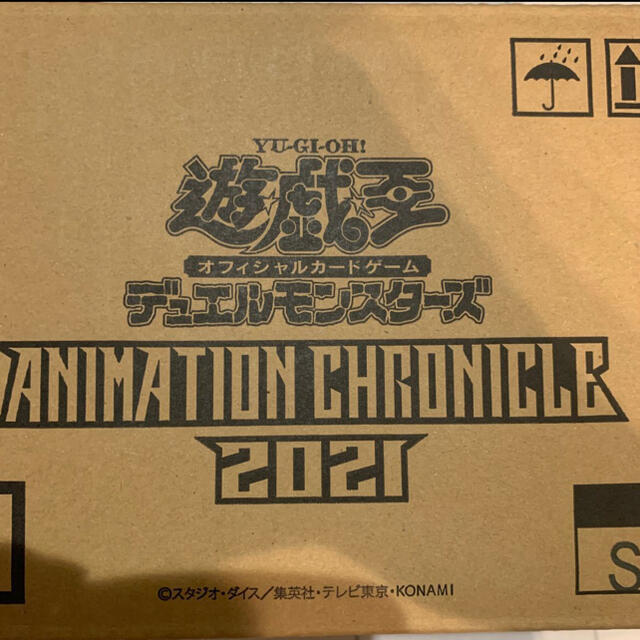 YU-GI-OH!
遊戯王
オフィシャルカードゲーム
デュエルモンスターズ
ANIMATION CHRONICLE
2021
S
©スタジオ・ダイス/集英社・テレビ東京・KONAMI